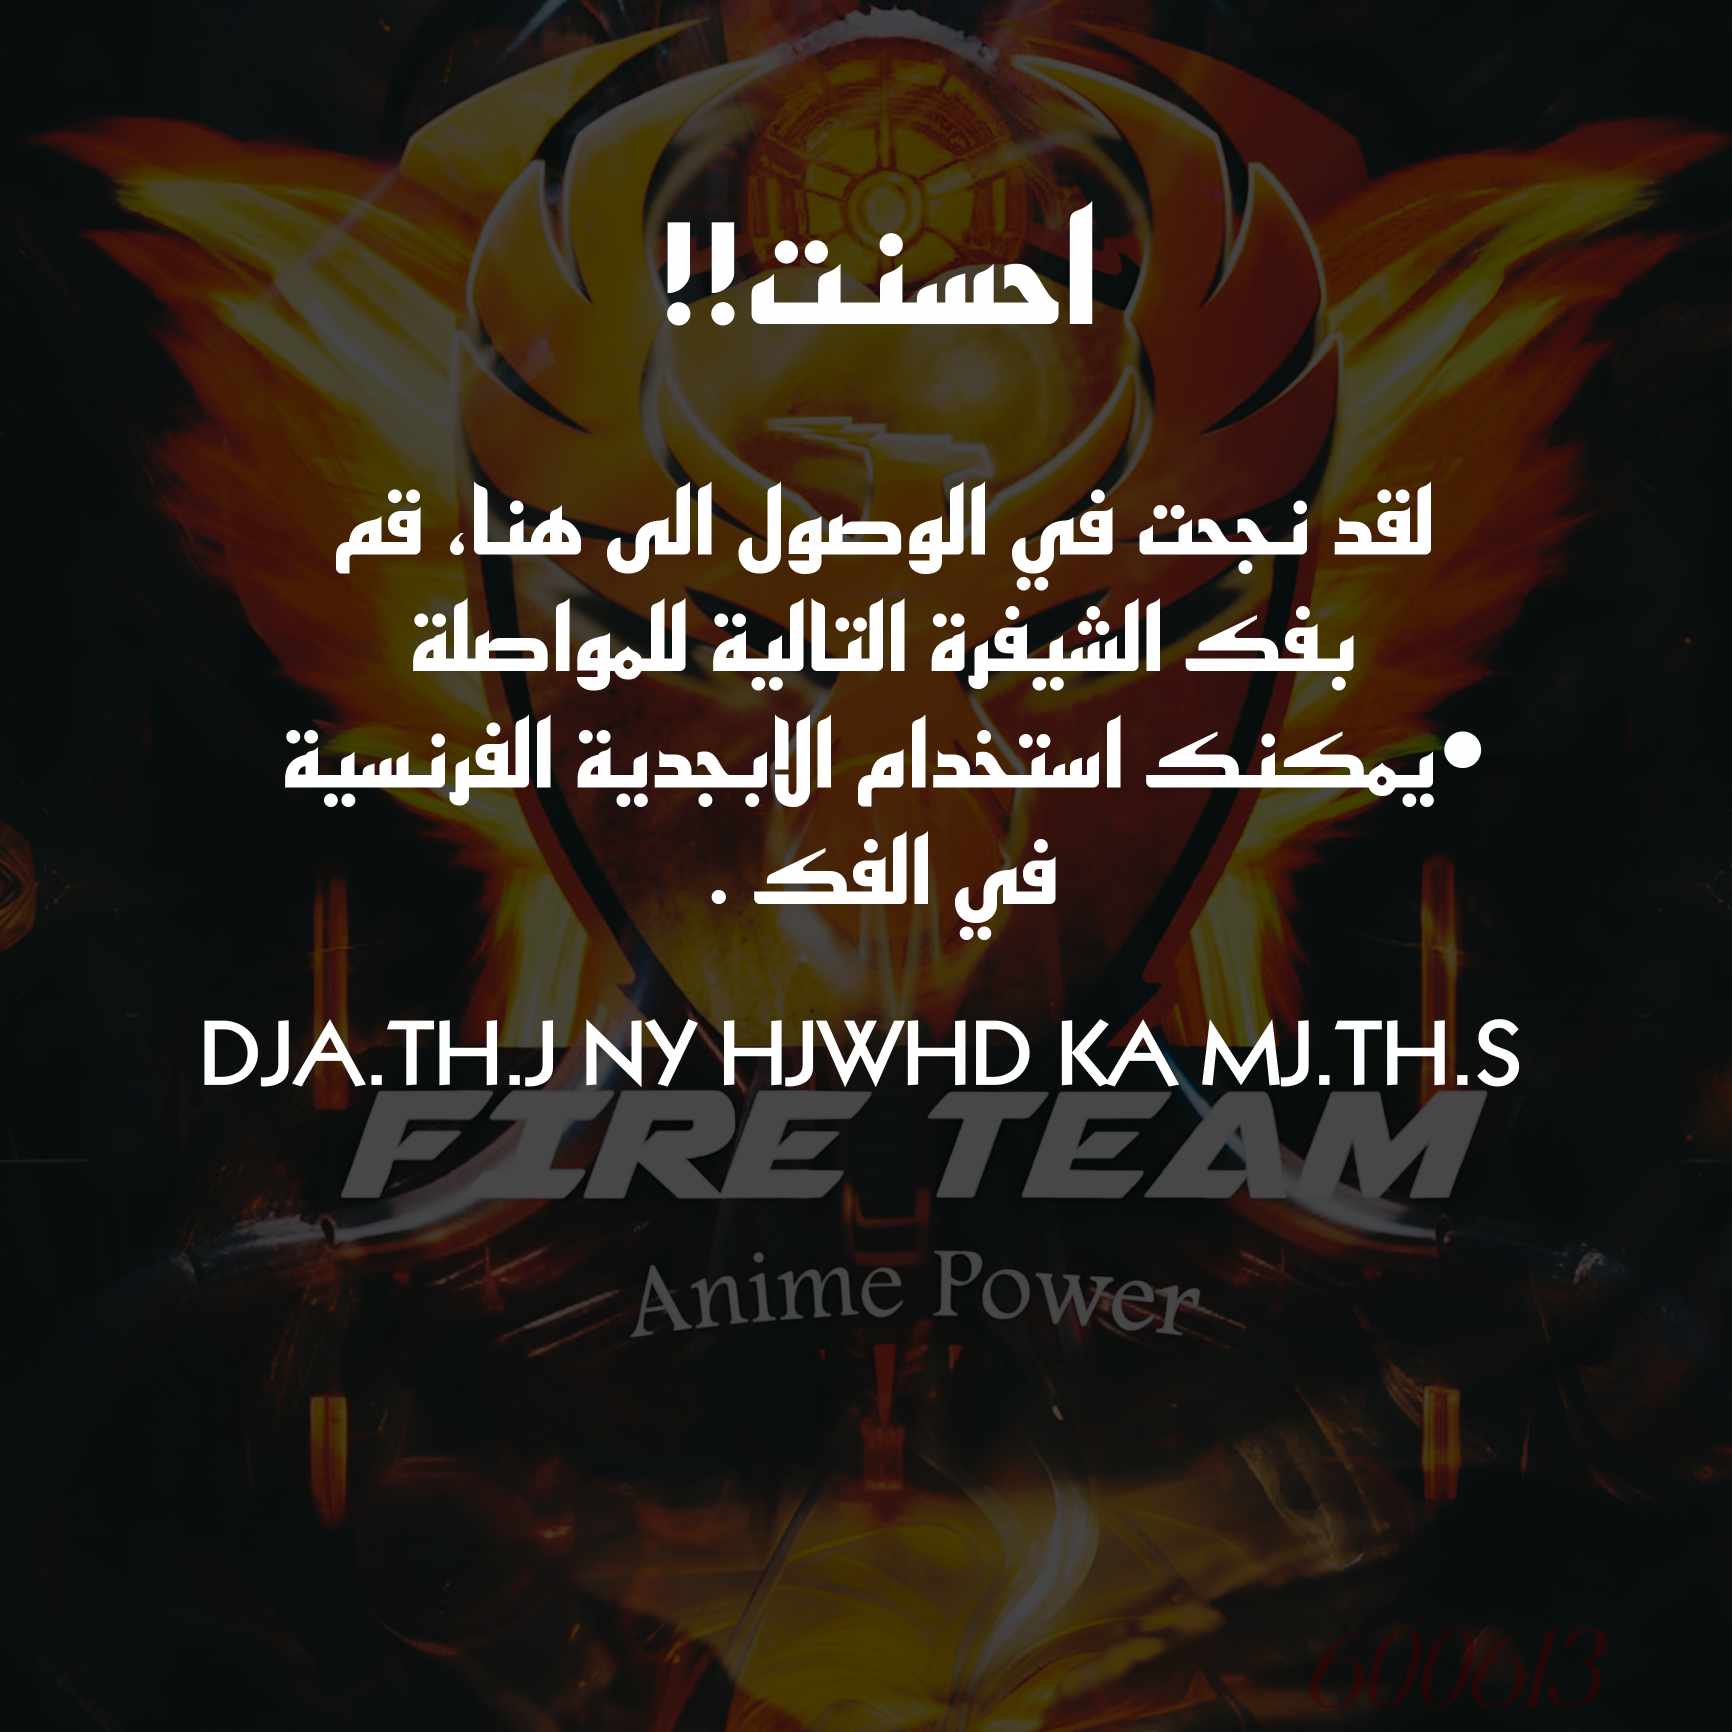 احسنت!!
لقد نجحت في الوصول الى هنا، قم
بفك الشيفرة التالية للمواصلة
•يمكنك استخدام الابجدية الفرنسية
في الفك .
DJA.TH.J NY HJWHD KA MJ.TH.S
FIRE TEAM
Anime Power
600613